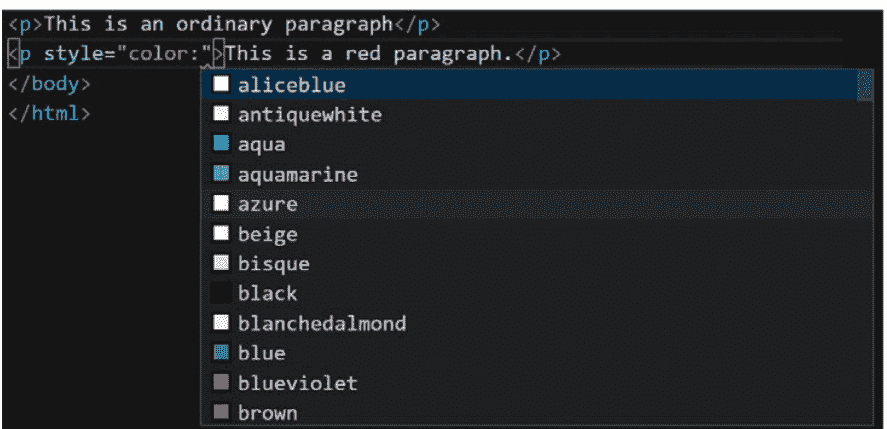 <p>This is an ordinary paragraph</p>
<p style="color:">This is a red paragraph.</p>
</body>
</html>
aliceblue
antiquewhite
aqua
aquamarine
azure
beige
bisque
black
blanchedalmond
blue
blueviolet
brown